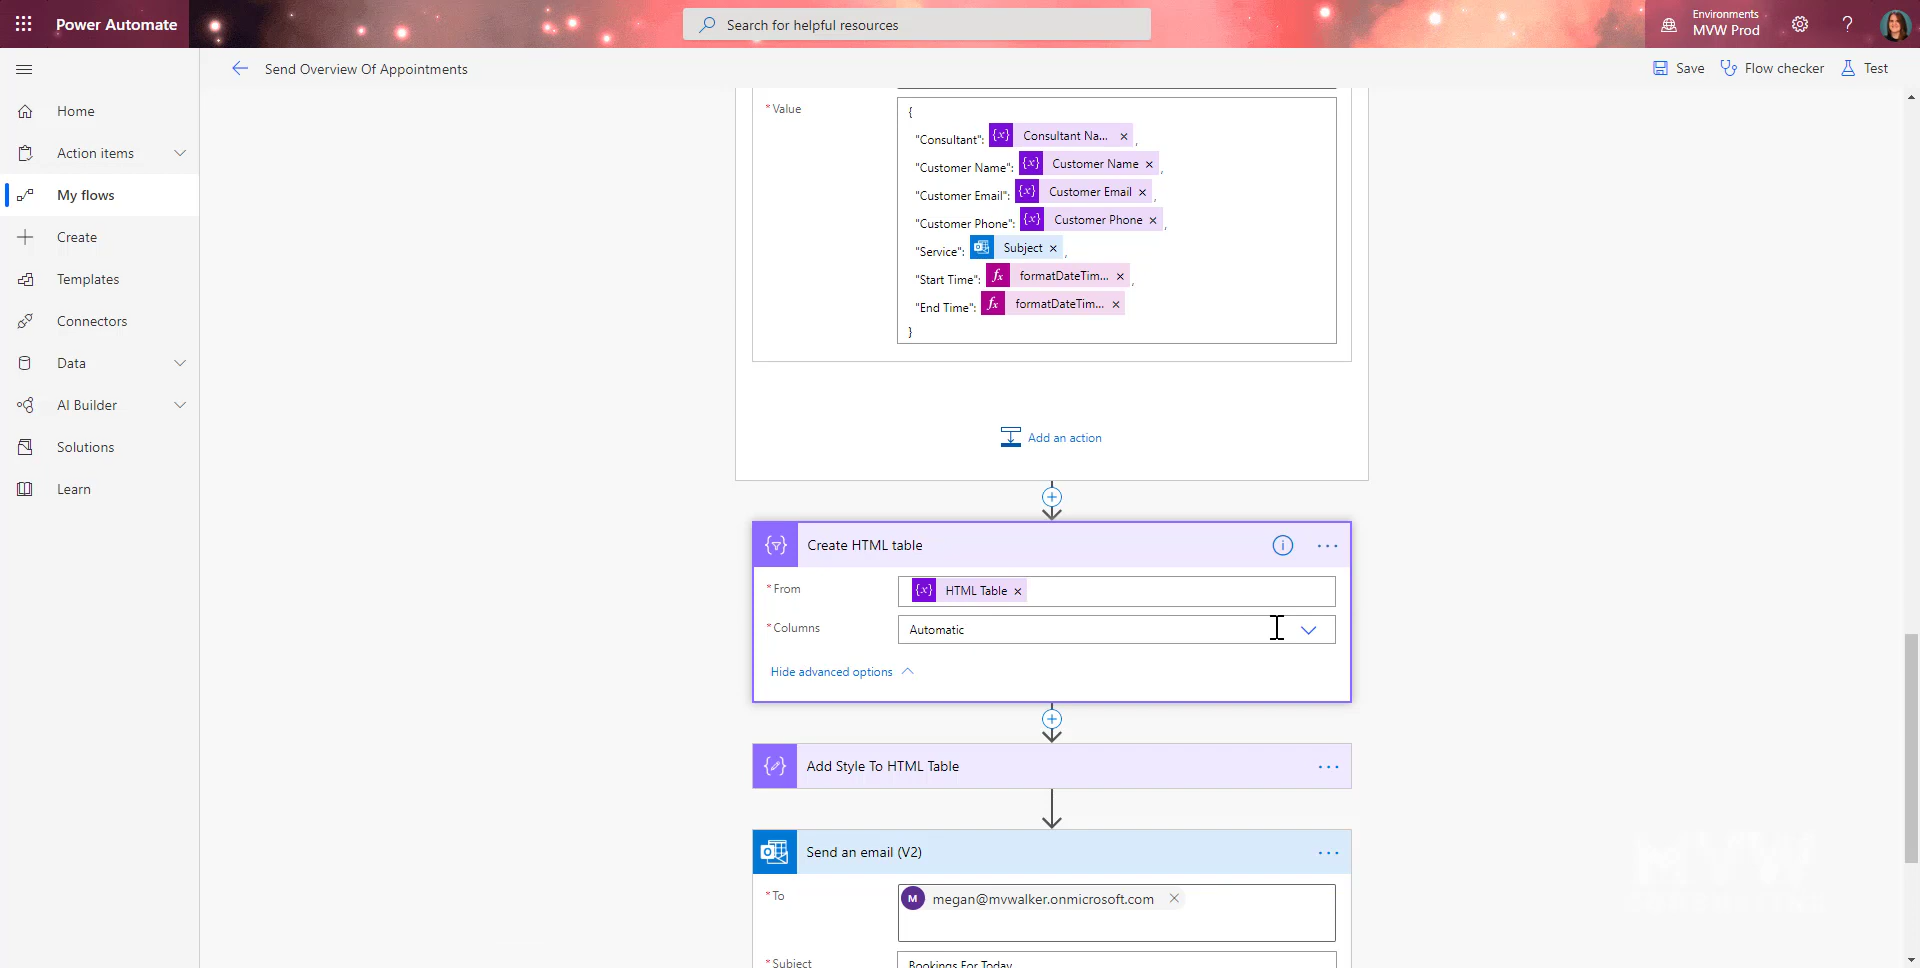 Power Automate
Search for helpful resources
Environments
MVW Prod
?
Send Overview Of Appointments
Save
Flow checker
Test
Home
Action items
My flows
Create
Templates
Connectors
Data
AI Builder
Solutions
Learn
* Value
{
"Consultant": {x} Consultant Na... × ,
"Customer Name": {x} Customer Name × ,
"Customer Email": {x} Customer Email × ,
"Customer Phone": {x} Customer Phone × ,
"Service": Subject × ,
"Start Time": fx formatDateTim... × ,
"End Time": fx formatDateTim... ×
}
Add an action
Create HTML table
* From
{x} HTML Table ×
* Columns
Automatic
Hide advanced options
Add Style To HTML Table
Send an email (V2)
* To
M megan@mvwalker.onmicrosoft.com ×
* Subject
Bookings For Today